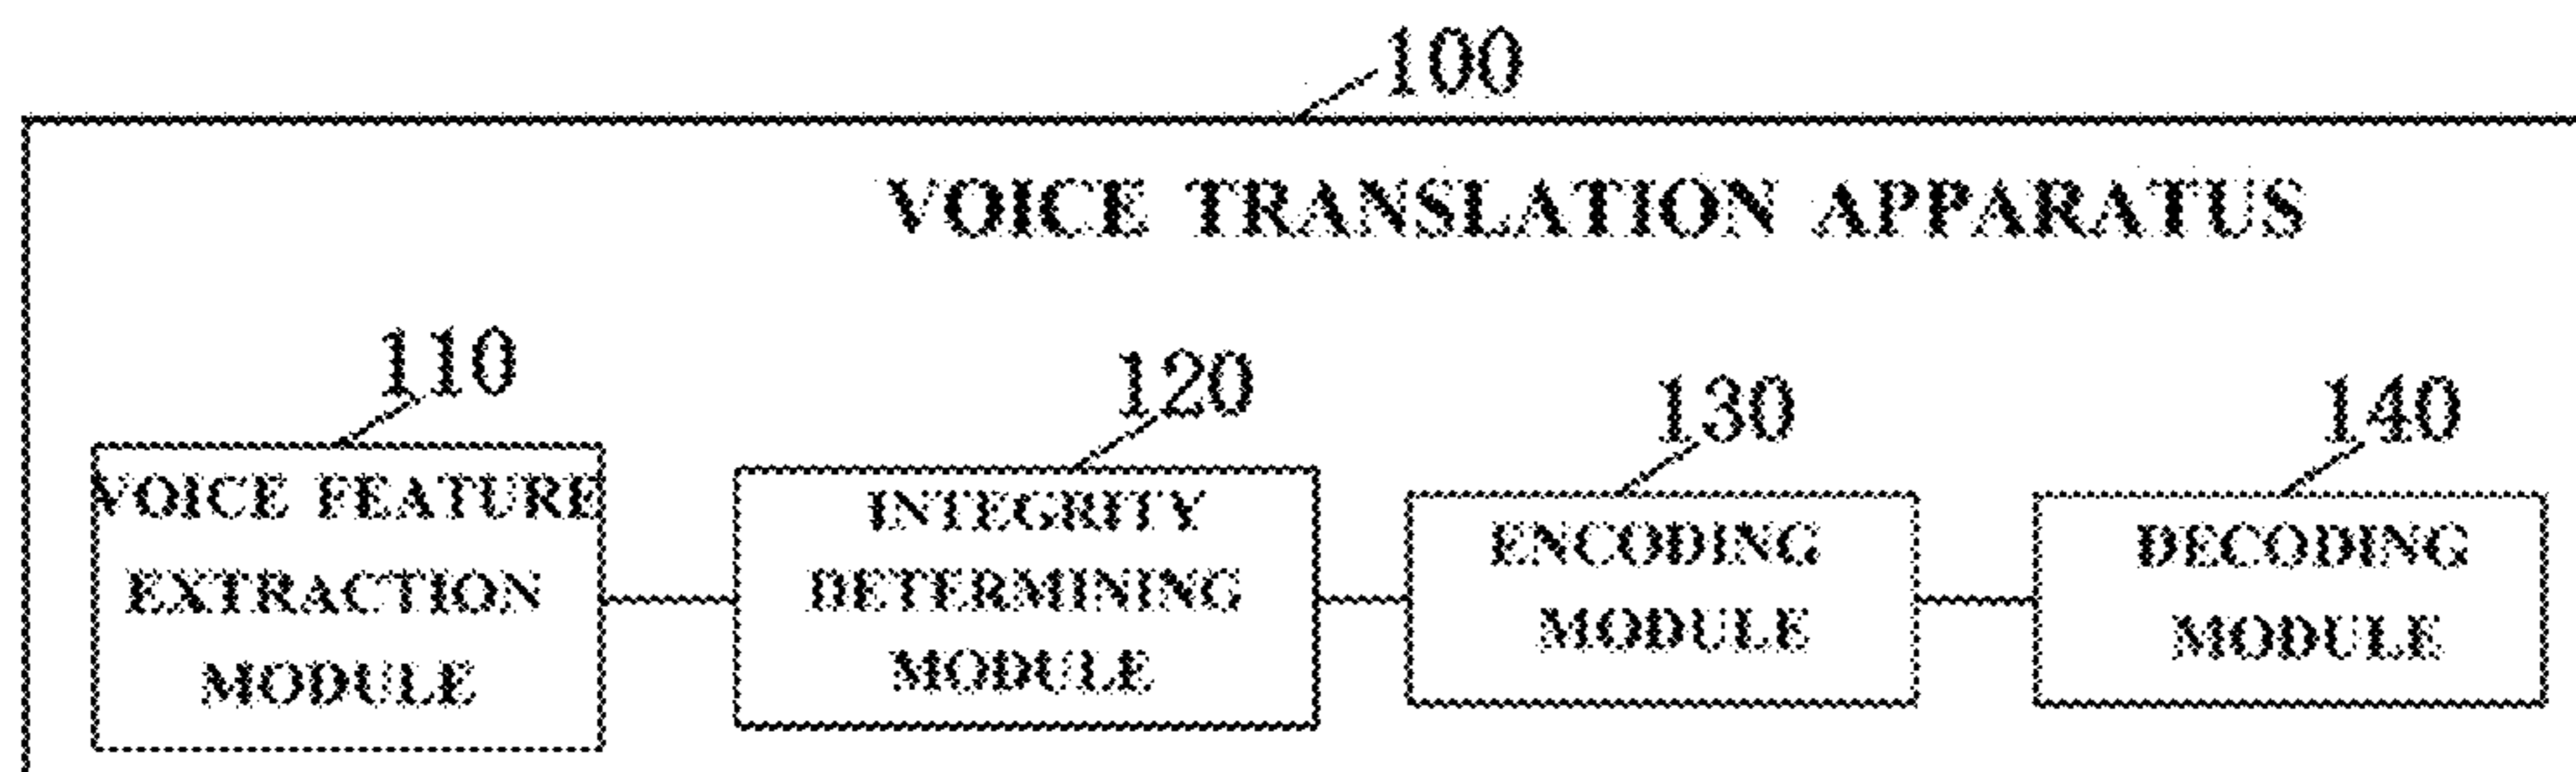 100
VOICE TRANSLATION APPARATUS
110
VOICE FEATURE
EXTRACTION
MODULE
120
INTEGRITY
DETERMINING
MODULE
130
ENCODING
MODULE
140
DECODING
MODULE